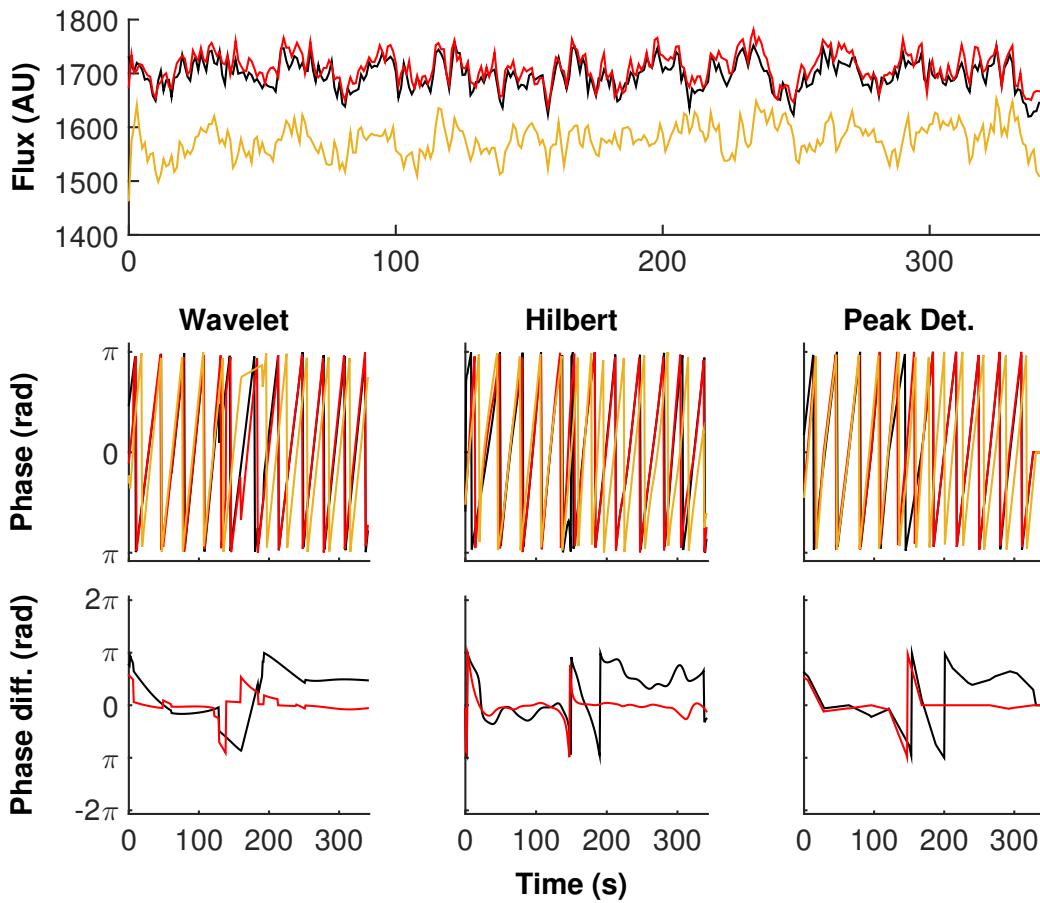 Flux (AU)
1800
1700
1600
1500
1400
0 100 200 300
Wavelet Hilbert Peak Det.
Phase (rad)
π
0
π
Phase diff. (rad)
2π
π
0
π
-2π
0 100 200 300 0 100 200 300 0 100 200 300
Time (s)